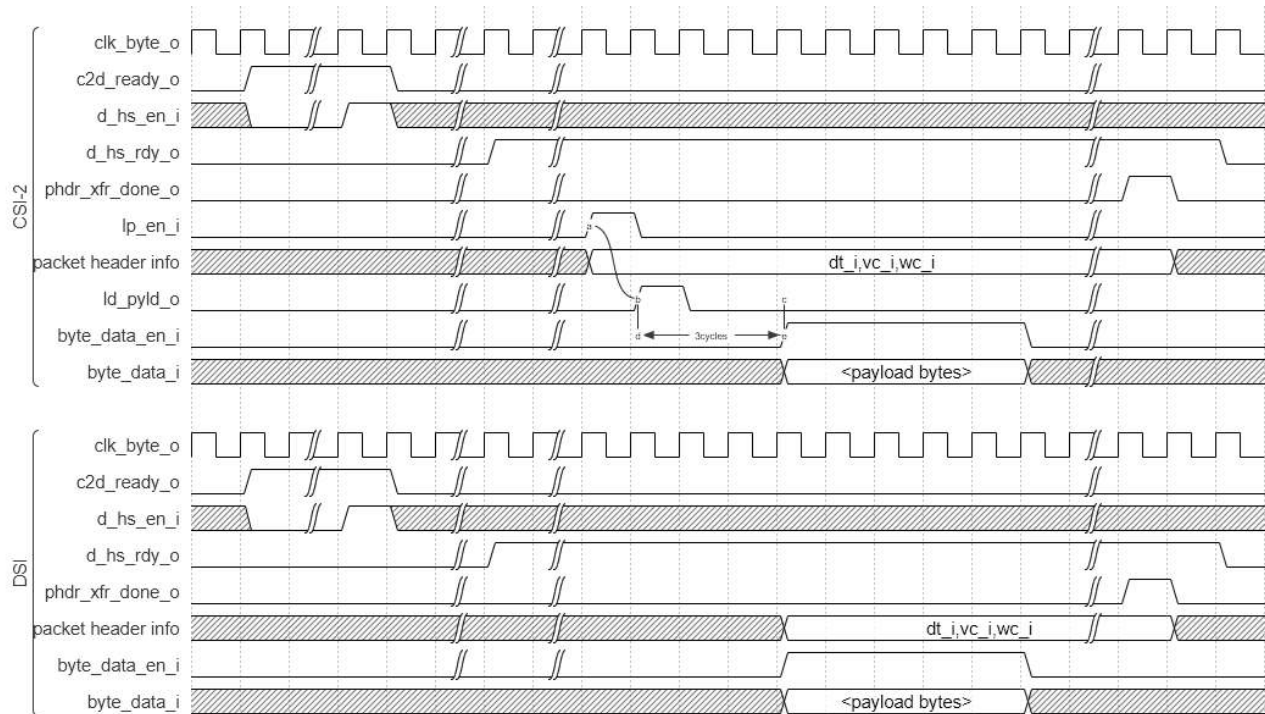 CSI-2
clk_byte_o
c2d_ready_o
d_hs_en_i
d_hs_rdy_o
phdr_xfr_done_o
lp_en_i
a
packet header info
dt_i,vc_i,wc_i
ld_pyld_o
b
c
byte_data_en_i
d
3cycles
e
byte_data_i
<payload bytes>
DSI
clk_byte_o
c2d_ready_o
d_hs_en_i
d_hs_rdy_o
phdr_xfr_done_o
packet header info
dt_i,vc_i,wc_i
byte_data_en_i
byte_data_i
<payload bytes>